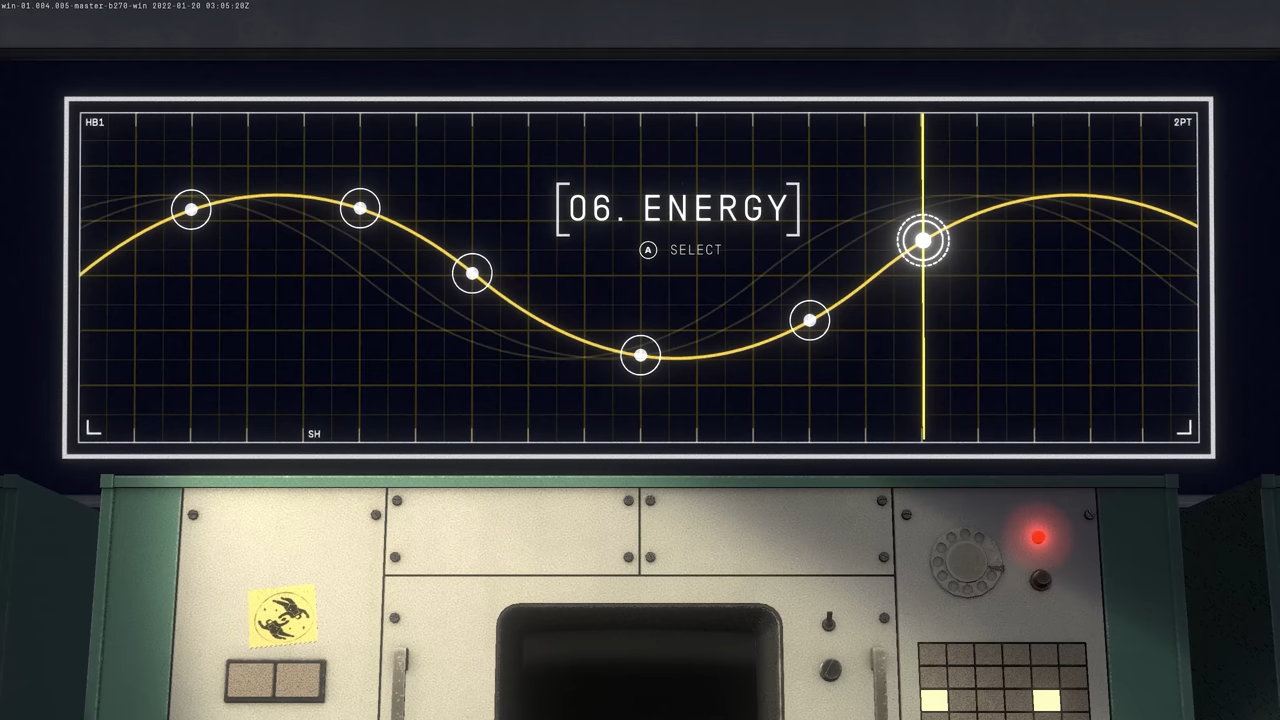 win-01.004.005-master-b270-win 2022-01-20 03:05:20Z
HB1
2PT
[06. ENERGY]
A SELECT
SH